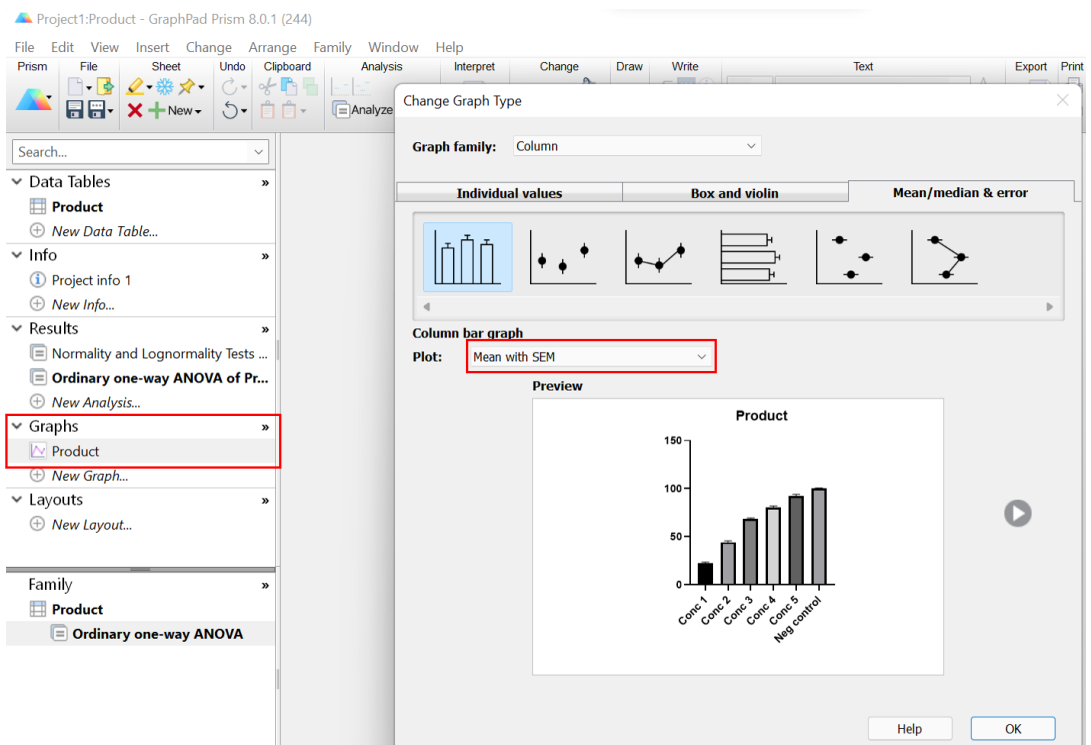 Project1:Product - GraphPad Prism 8.0.1 (244)
File Edit View Insert Change Arrange Family Window Help
Prism File Sheet Undo Clipboard Analysis Interpret Change Draw Write Text Export Print
New
Analyze
Search...
Data Tables »
Product
New Data Table...
Info »
Project info 1
New Info...
Results »
Normality and Lognormality Tests ...
Ordinary one-way ANOVA of Pr...
New Analysis...
Graphs »
Product
New Graph...
Layouts »
New Layout...
Family »
Product
Ordinary one-way ANOVA
Change Graph Type
Graph family: Column
Individual values Box and violin Mean/median & error
Column bar graph
Plot: Mean with SEM
Preview
Product
150
100
50
0
Conc 1 Conc 2 Conc 3 Conc 4 Conc 5 Neg control
Help OK